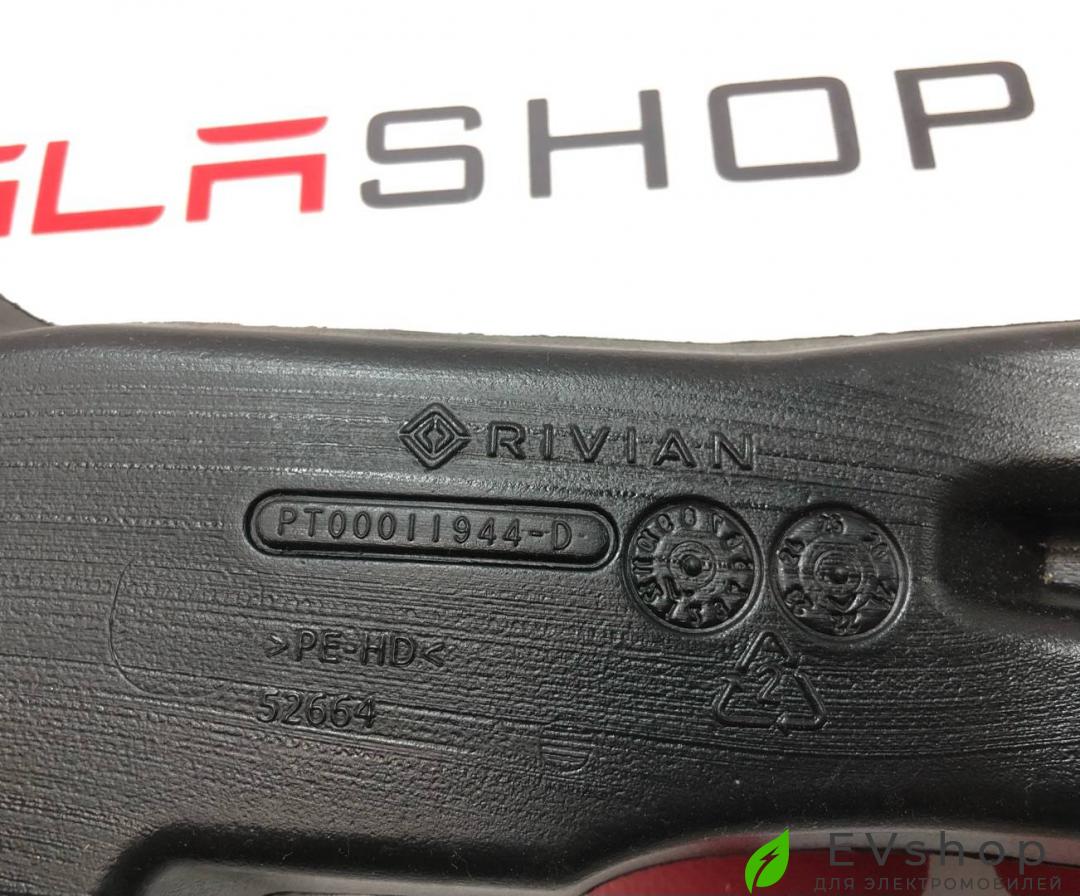 SLASHOP
RIVIAN
PT00011944-D
>PE-HD<
52664
2
EVshop
ДЛЯ ЭЛЕКТРОМОБИЛЕЙ